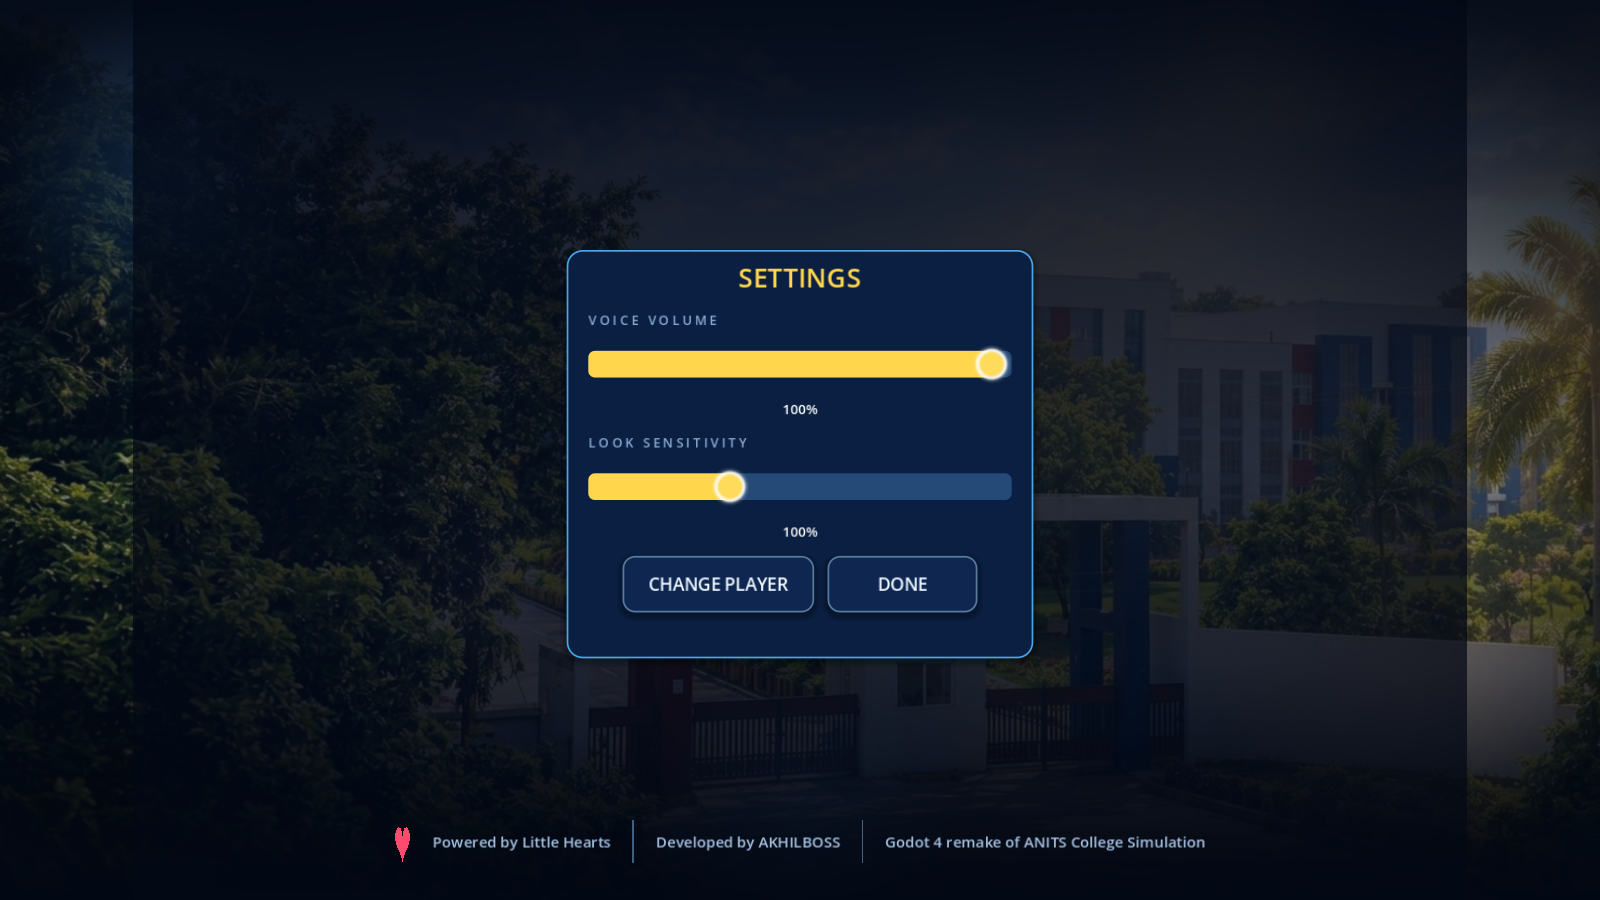 SETTINGS
VOICE VOLUME
100%
LOOK SENSITIVITY
100%
CHANGE PLAYER
DONE
Powered by Little Hearts
Developed by AKHILBOSS
Godot 4 remake of ANITS College Simulation